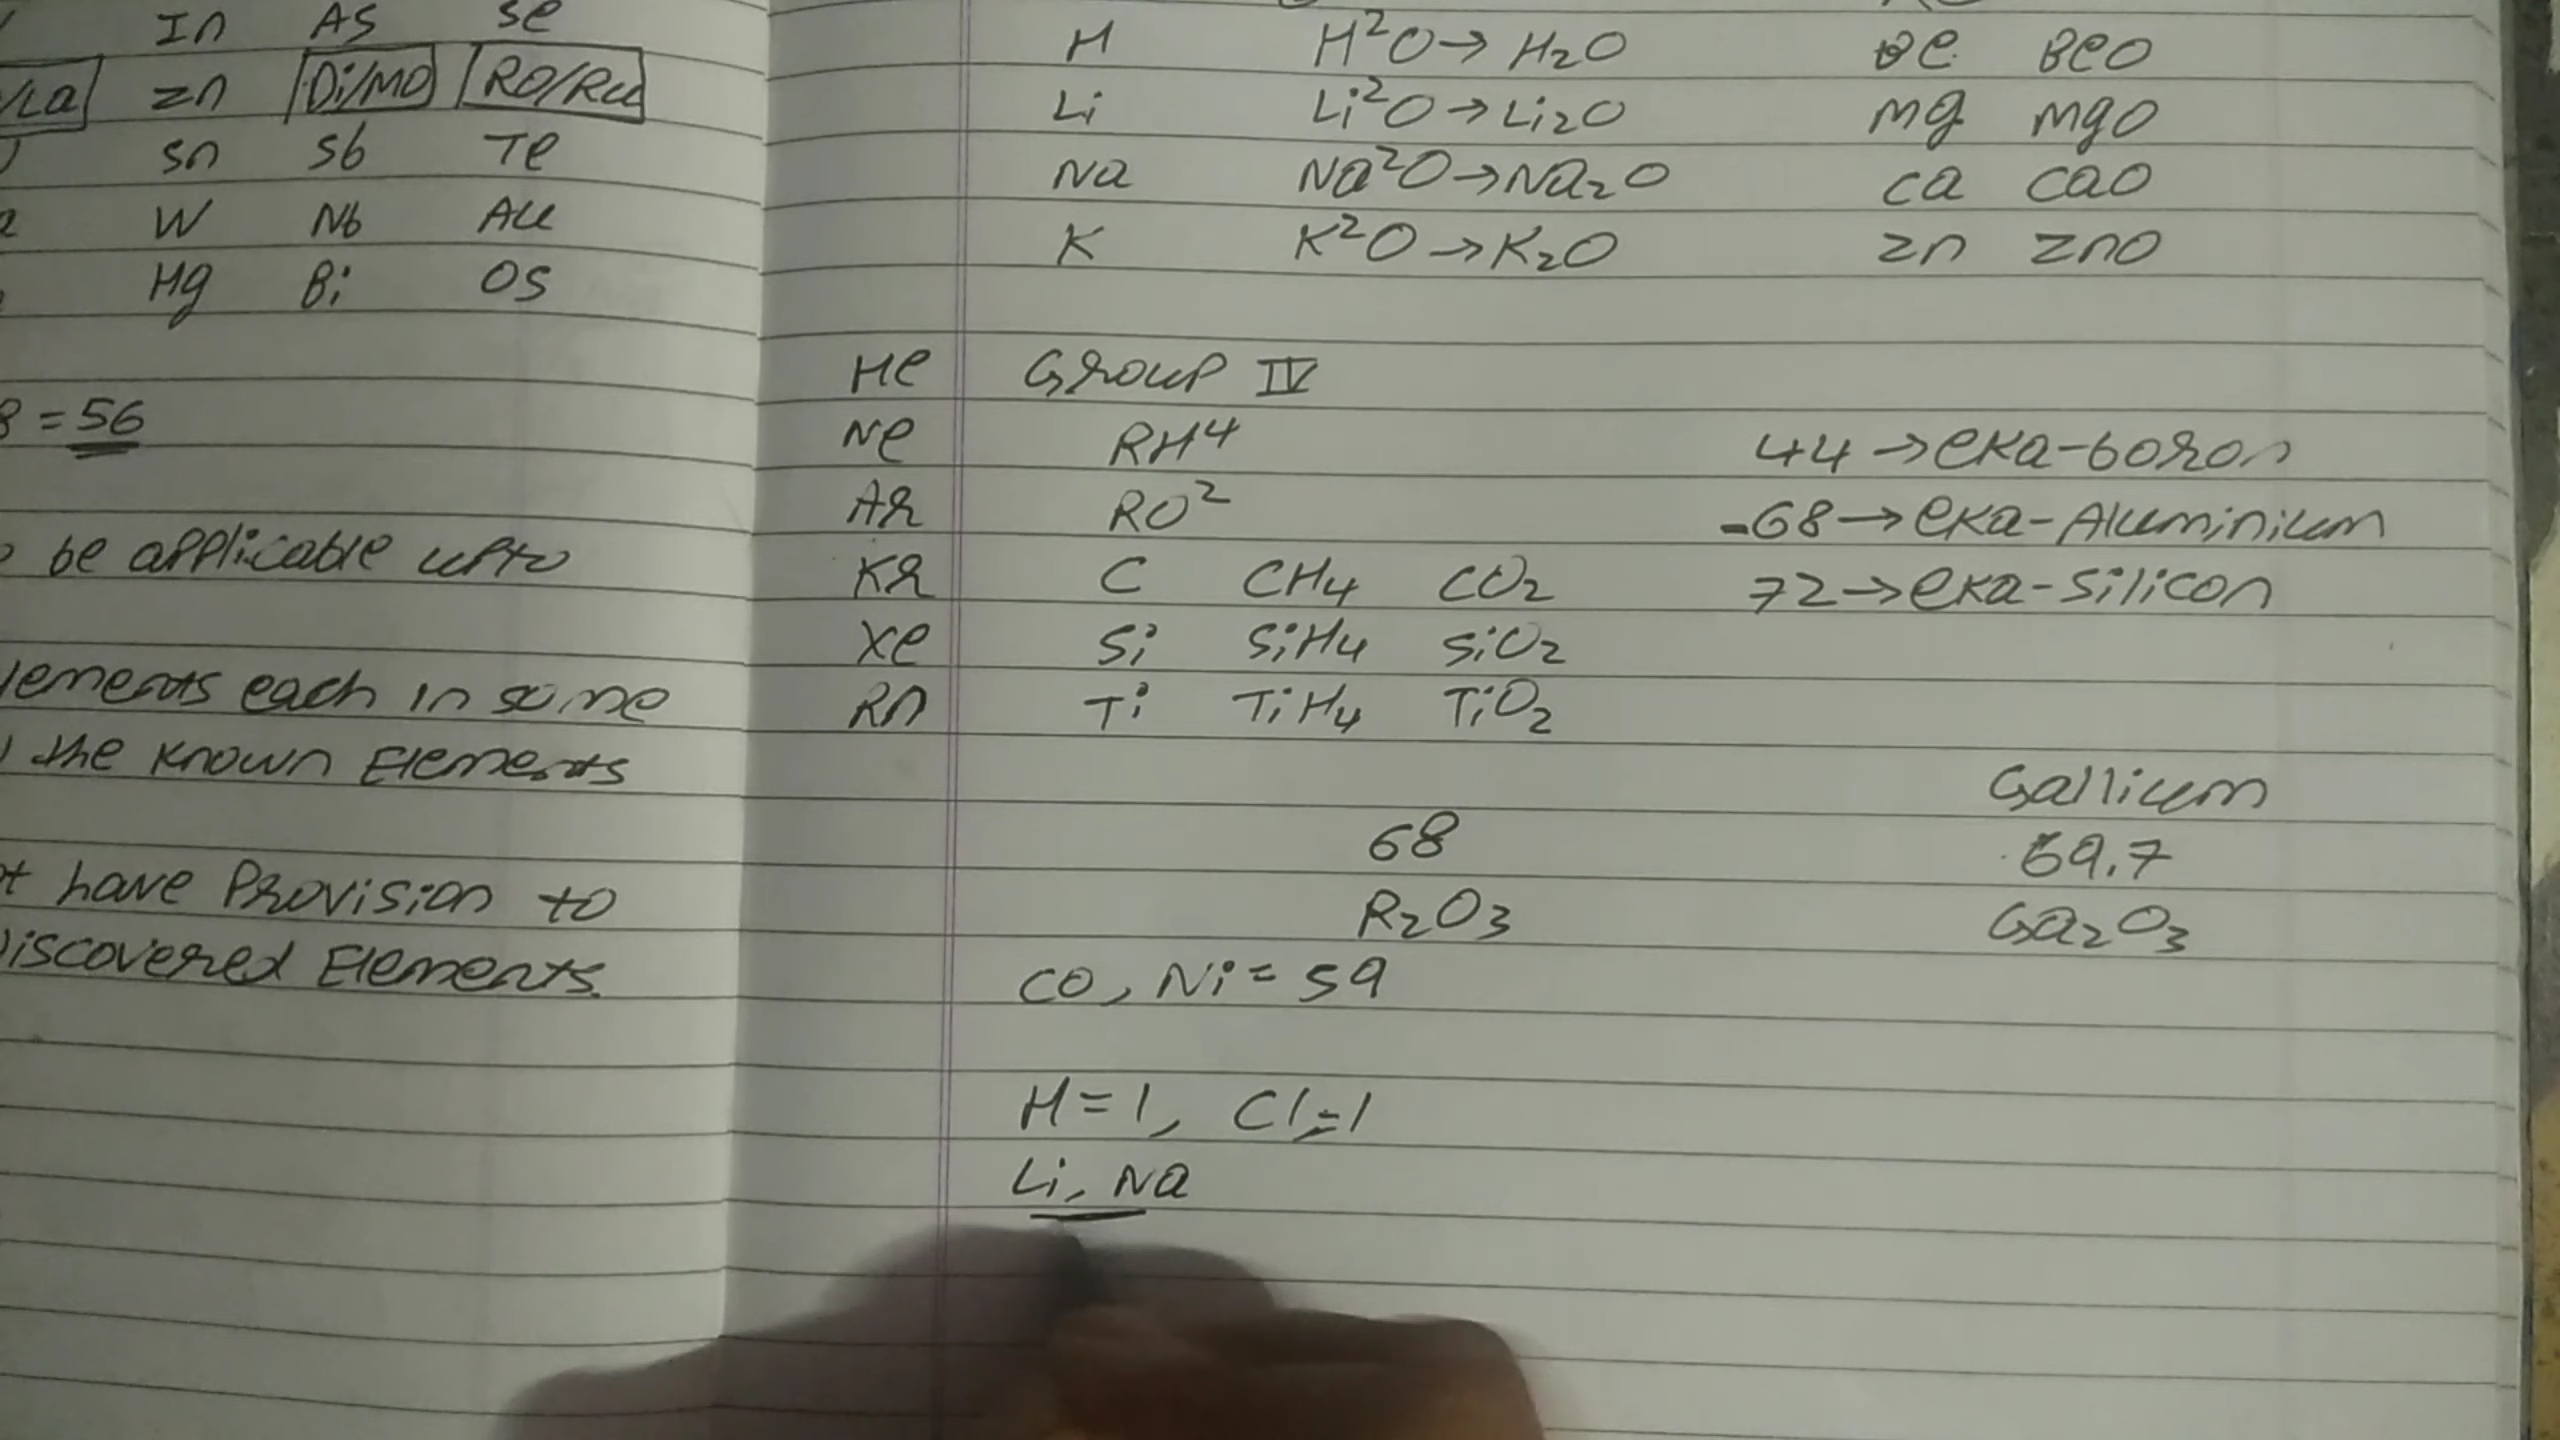 In As Se
/La Zn Di/Mo Ro/Ru
Sn Sb Te
W Nb Au
Hg Bi Os
8 = 56
be applicable upto
lements each in some
the known Elements
t have Provision to
iscovered Elements.
H H²O → H₂O Be BeO
Li Li²O → Li₂O Mg MgO
Na Na²O → Na₂O Ca CaO
K K²O → K₂O Zn ZnO
He Group IV
Ne RH⁴ 44 → eka-boron
Ar RO² -68 → eka-Aluminium
Kr C CH₄ CO₂ 72 → eka-silicon
Xe Si SiH₄ SiO₂
Rn Ti TiH₄ TiO₂
Gallium
68 69.7
R₂O₃ Ga₂O₃
Co, Ni = 59
H = 1, Cl = 1
Li, Na